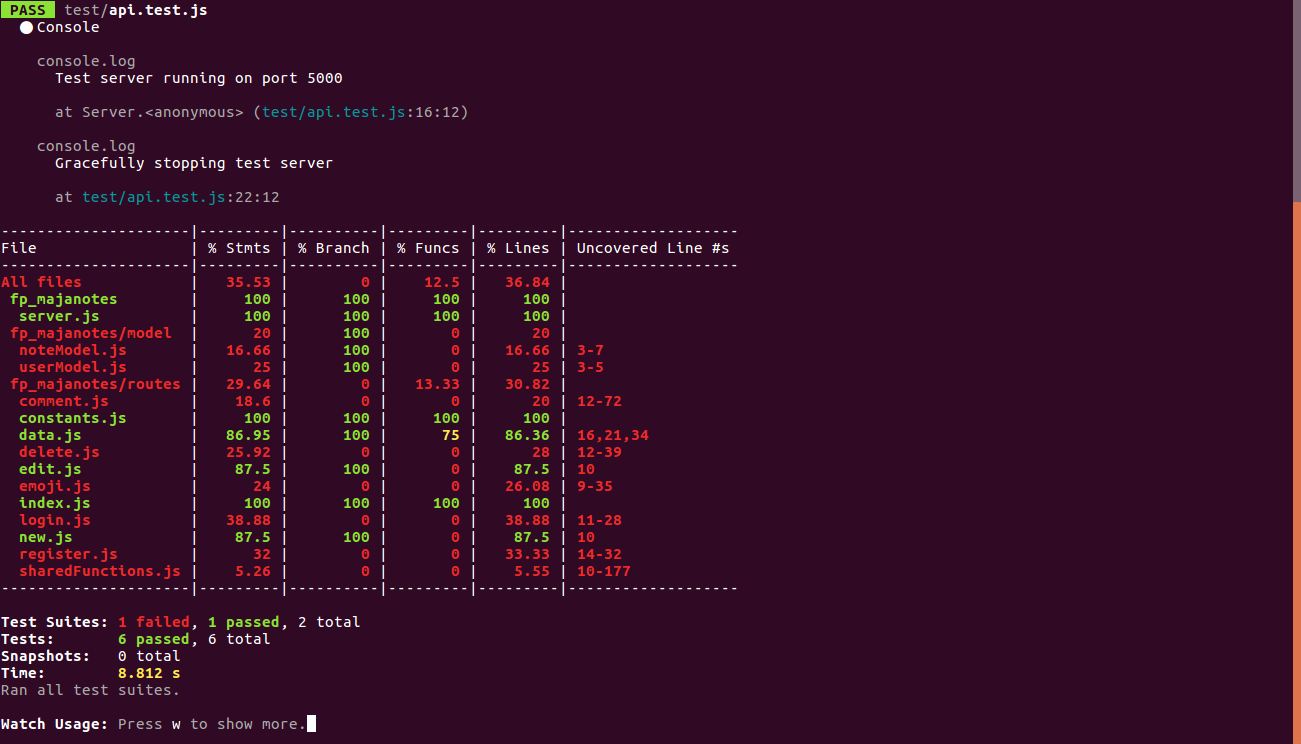 PASS test/api.test.js
● Console
console.log
Test server running on port 5000
at Server.<anonymous> (test/api.test.js:16:12)
console.log
Gracefully stopping test server
at test/api.test.js:22:12
---------------------|---------|----------|---------|---------|-------------------
File | % Stmts | % Branch | % Funcs | % Lines | Uncovered Line #s
---------------------|---------|----------|---------|---------|-------------------
All files | 35.53 | 0 | 12.5 | 36.84 |
fp_majanotes | 100 | 100 | 100 | 100 |
server.js | 100 | 100 | 100 | 100 |
fp_majanotes/model | 20 | 100 | 0 | 20 |
noteModel.js | 16.66 | 100 | 0 | 16.66 | 3-7
userModel.js | 25 | 100 | 0 | 25 | 3-5
fp_majanotes/routes | 29.64 | 0 | 13.33 | 30.82 |
comment.js | 18.6 | 0 | 0 | 20 | 12-72
constants.js | 100 | 100 | 100 | 100 |
data.js | 86.95 | 100 | 75 | 86.36 | 16,21,34
delete.js | 25.92 | 0 | 0 | 28 | 12-39
edit.js | 87.5 | 100 | 0 | 87.5 | 10
emoji.js | 24 | 0 | 0 | 26.08 | 9-35
index.js | 100 | 100 | 100 | 100 |
login.js | 38.88 | 0 | 0 | 38.88 | 11-28
new.js | 87.5 | 100 | 0 | 87.5 | 10
register.js | 32 | 0 | 0 | 33.33 | 14-32
sharedFunctions.js | 5.26 | 0 | 0 | 5.55 | 10-177
---------------------|---------|----------|---------|---------|-------------------
Test Suites: 1 failed, 1 passed, 2 total
Tests: 6 passed, 6 total
Snapshots: 0 total
Time: 8.812 s
Ran all test suites.
Watch Usage: Press w to show more.